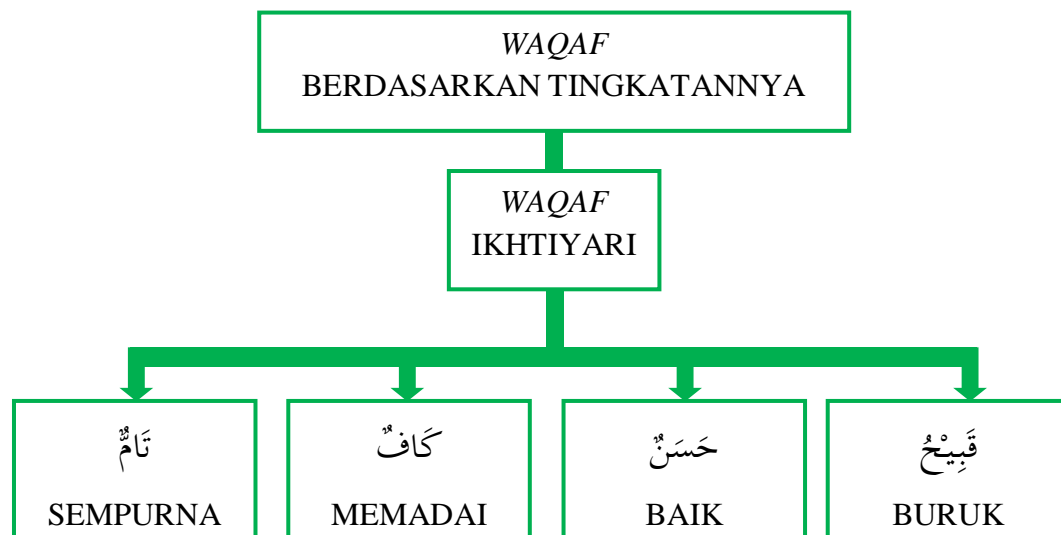 WAQAF
BERDASARKAN TINGKATANNYA
WAQAF
IKHTIYARI
تَامٌّ
SEMPURNA
كَافٌ
MEMADAI
حَسَنٌ
BAIK
قَبِيْحُ
BURUK